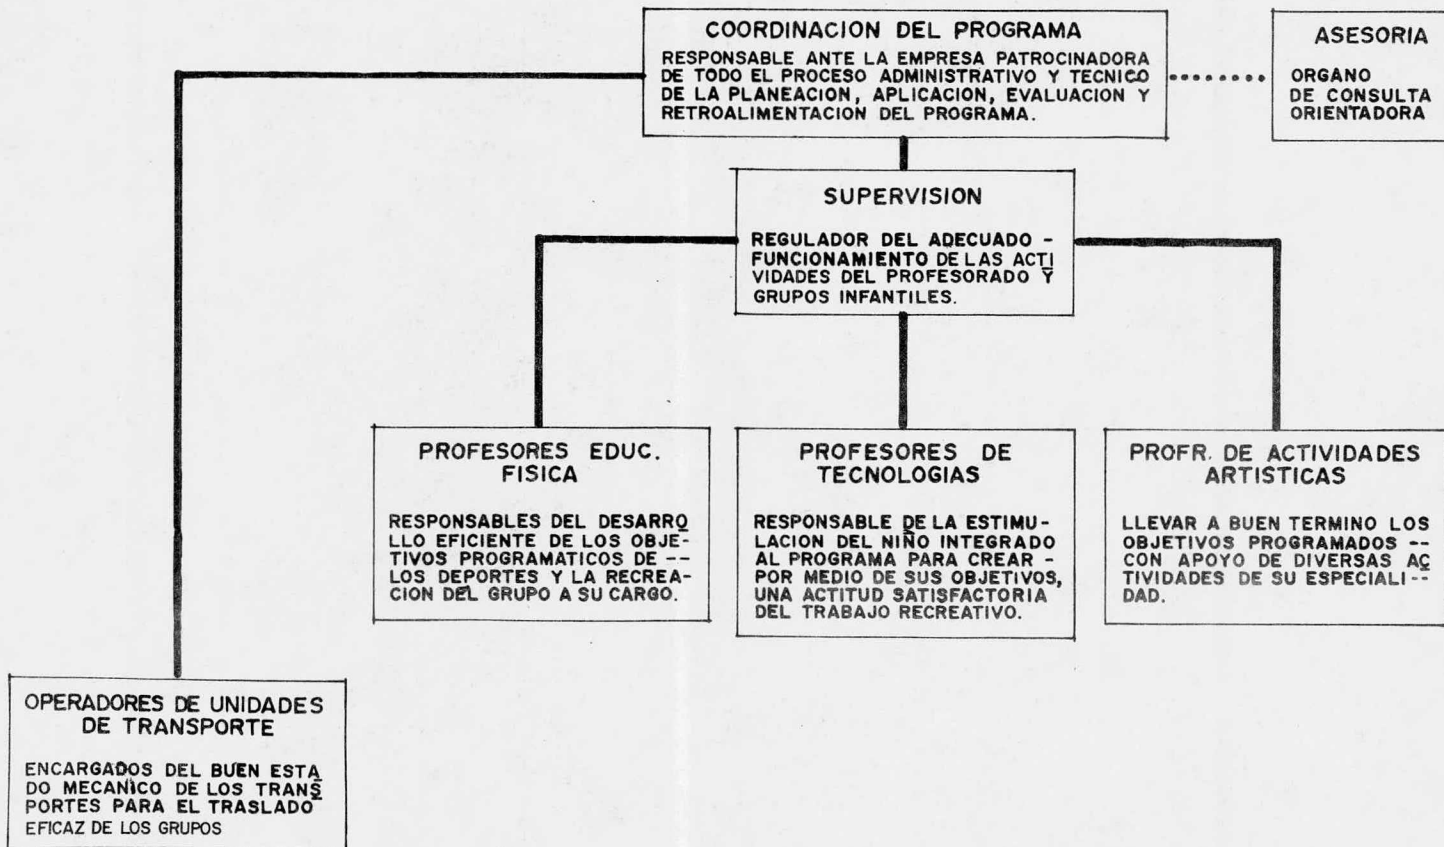 COORDINACION DEL PROGRAMA
RESPONSABLE ANTE LA EMPRESA PATROCINADORA
DE TODO EL PROCESO ADMINISTRATIVO Y TECNICO
DE LA PLANEACION, APLICACION, EVALUACION Y
RETROALIMENTACION DEL PROGRAMA.
ASESORIA
ORGANO
DE CONSULTA
ORIENTADORA
SUPERVISION
REGULADOR DEL ADECUADO -
FUNCIONAMIENTO DE LAS ACTI
VIDADES DEL PROFESORADO Y
GRUPOS INFANTILES.
PROFESORES EDUC.
FISICA
RESPONSABLES DEL DESARRO
LLO EFICIENTE DE LOS OBJE-
TIVOS PROGRAMATICOS DE --
LOS DEPORTES Y LA RECREA-
CION DEL GRUPO A SU CARGO.
PROFESORES DE
TECNOLOGIAS
RESPONSABLE DE LA ESTIMU-
LACION DEL NIÑO INTEGRADO
AL PROGRAMA PARA CREAR -
POR MEDIO DE SUS OBJETIVOS,
UNA ACTITUD SATISFACTORIA
DEL TRABAJO RECREATIVO.
PROFR. DE ACTIVIDADES
ARTISTICAS
LLEVAR A BUEN TERMINO LOS
OBJETIVOS PROGRAMADOS --
CON APOYO DE DIVERSAS AC
TIVIDADES DE SU ESPECIALI--
DAD.
OPERADORES DE UNIDADES
DE TRANSPORTE
ENCARGADOS DEL BUEN ESTA
DO MECANICO DE LOS TRANS
PORTES PARA EL TRASLADO
EFICAZ DE LOS GRUPOS